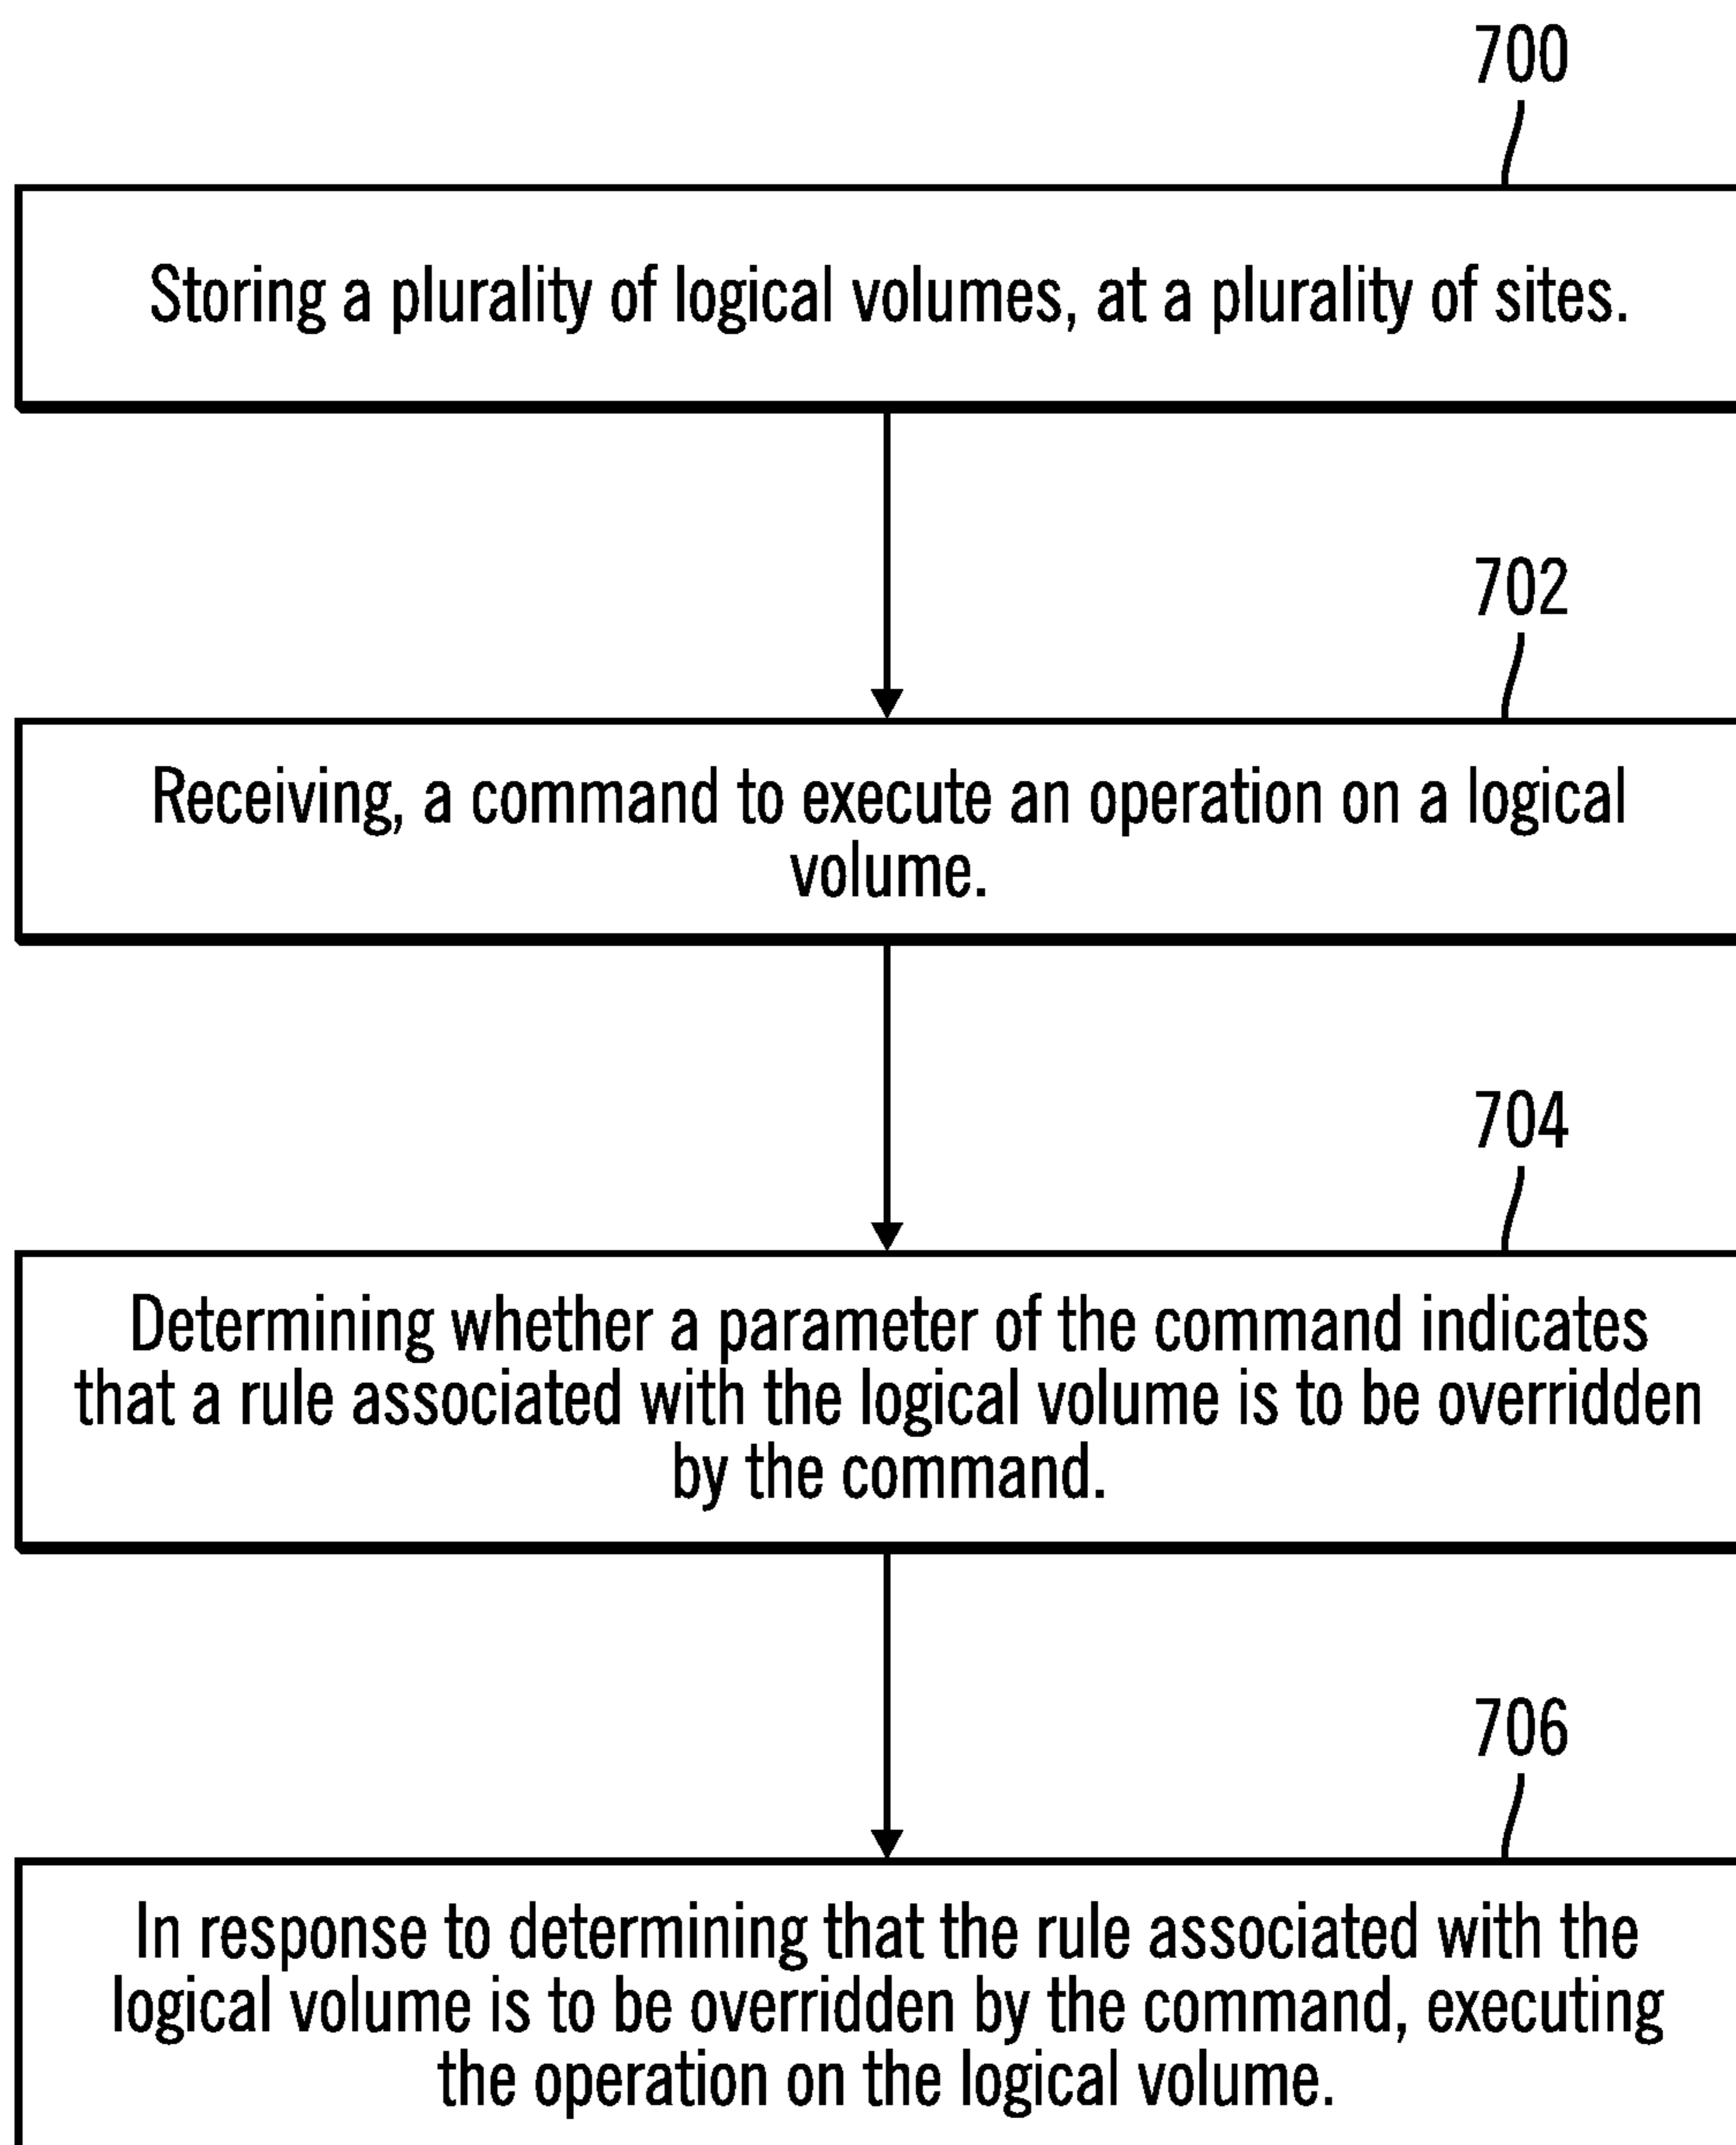 700
Storing a plurality of logical volumes, at a plurality of sites.
702
Receiving, a command to execute an operation on a logical
volume.
704
Determining whether a parameter of the command indicates
that a rule associated with the logical volume is to be overridden
by the command.
706
In response to determining that the rule associated with the
logical volume is to be overridden by the command, executing
the operation on the logical volume.